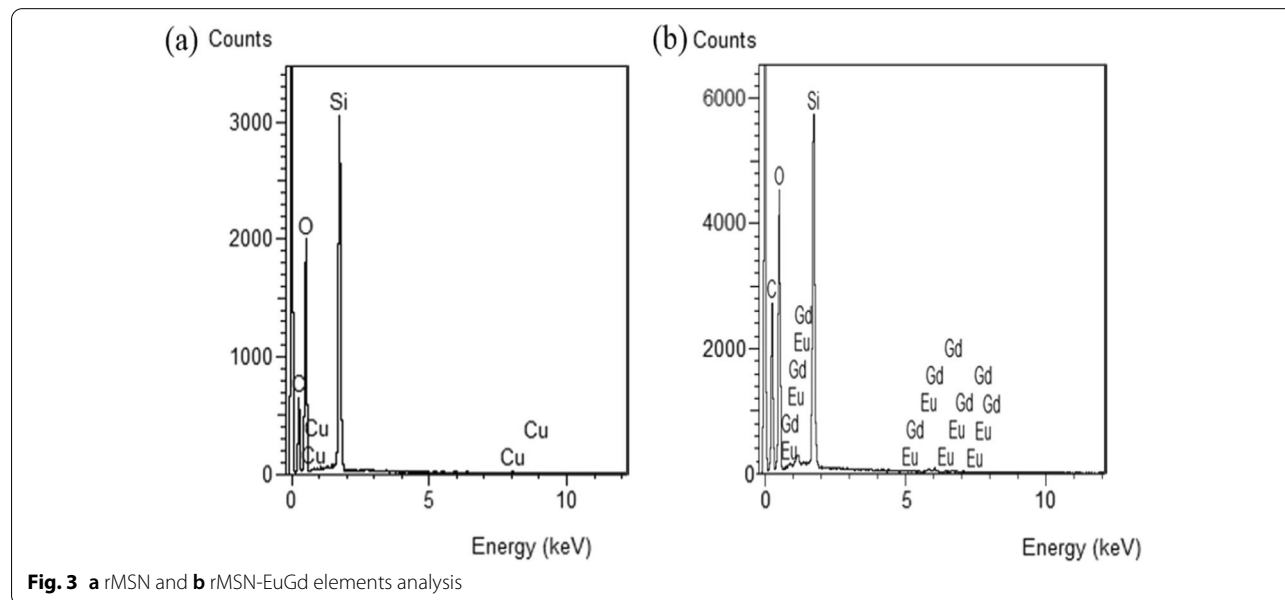 (a) Counts
3000
2000
1000
0
Si
O
C
Cu
Cu
Cu
Cu
0 5 10
Energy (keV)
(b) Counts
6000
4000
2000
0
Si
O
C
Gd
Eu
Gd
Eu
Gd
Eu
Gd
Gd
Gd
Eu
Gd
Gd
Gd
Eu
Eu
Eu
Eu
Eu
0 5 10
Energy (keV)
Fig. 3 a rMSN and b rMSN-EuGd elements analysis